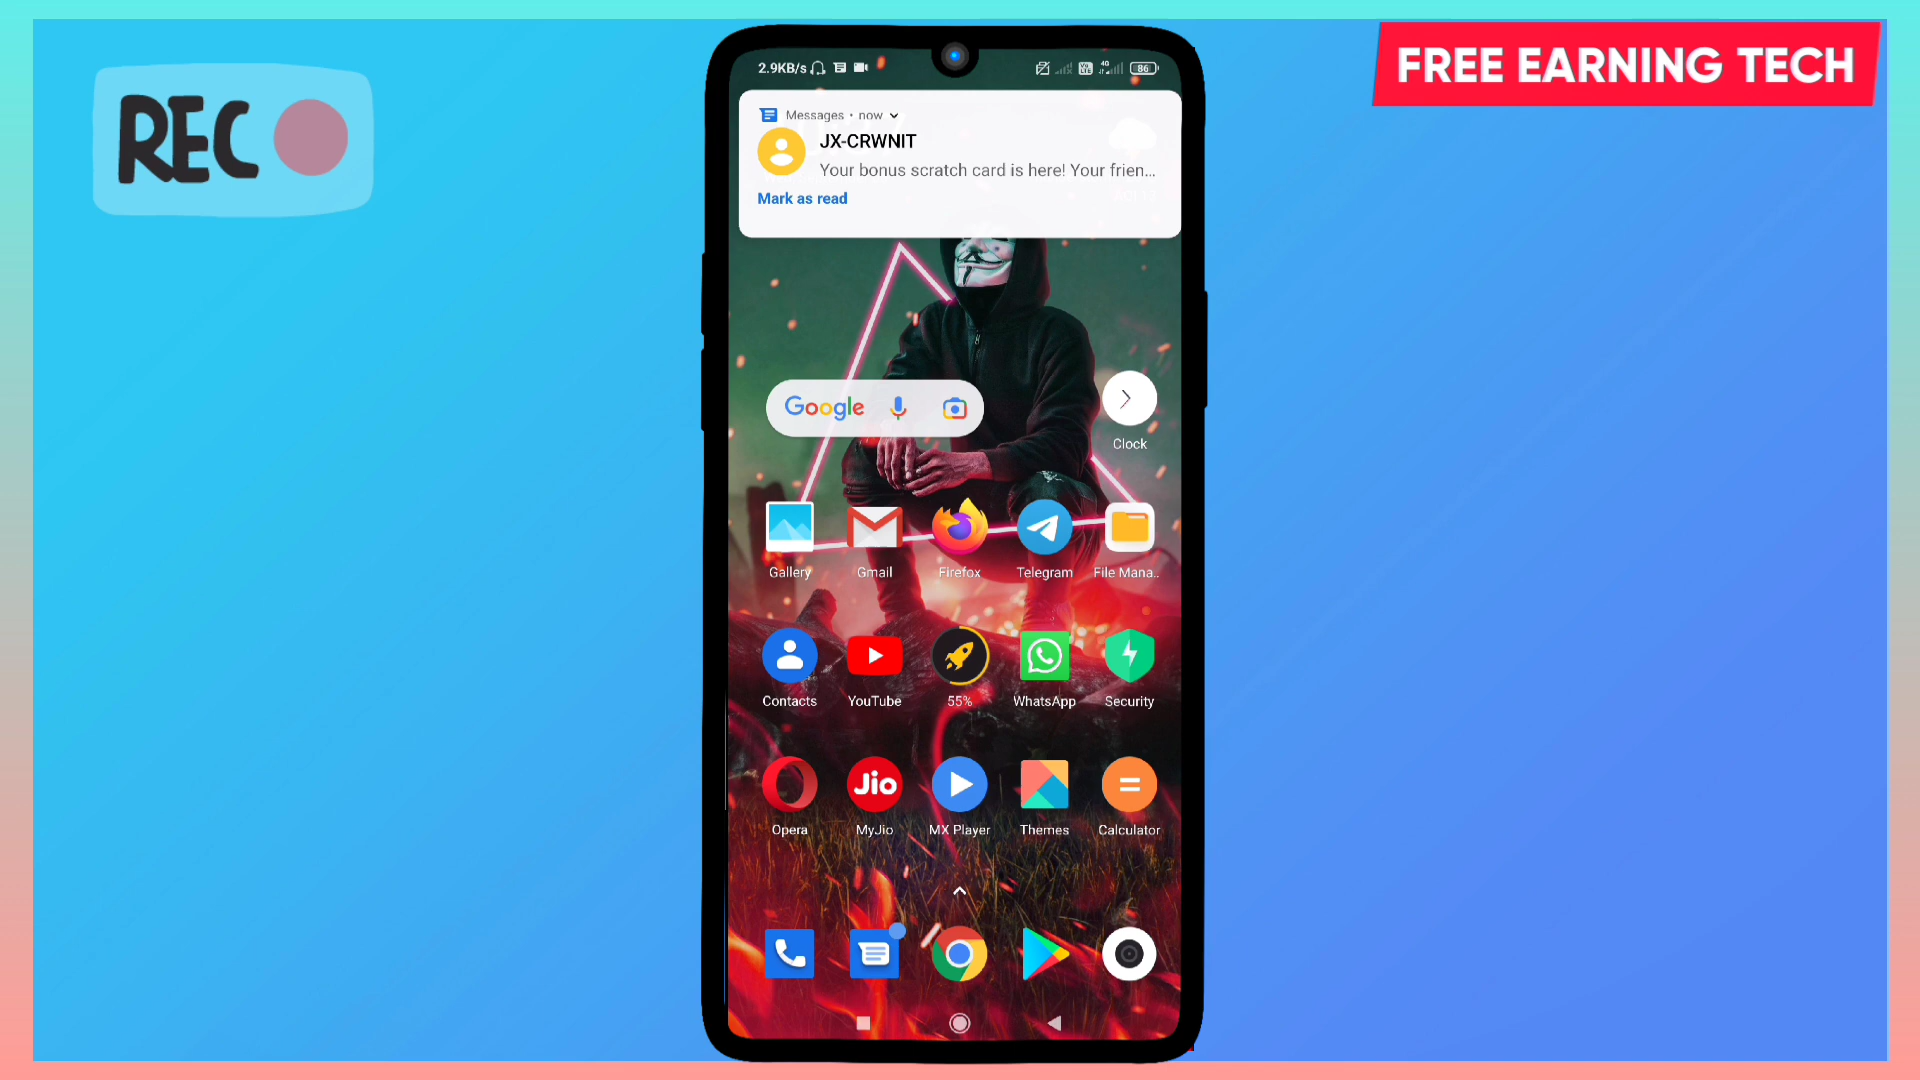 REC
FREE EARNING TECH
2.9KB/s
4G
86
Messages • now
JX-CRWNIT
Your bonus scratch card is here! Your frien...
Mark as read
Google
Clock
Gallery Gmail Firefox Telegram File Mana..
Contacts YouTube 55% WhatsApp Security
Jio
Opera MyJio MX Player Themes Calculator